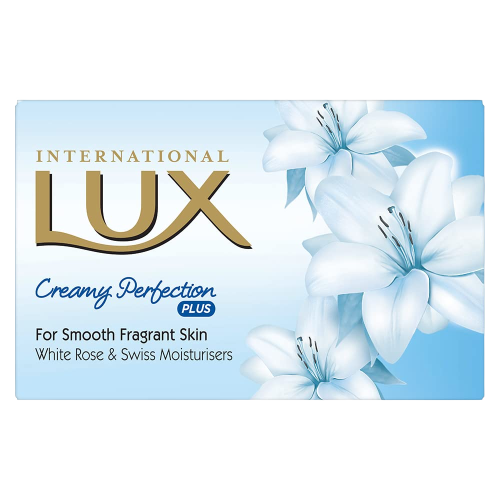 INTERNATIONAL
LUX
Creamy Perfection
PLUS
For Smooth Fragrant Skin
White Rose & Swiss Moisturisers